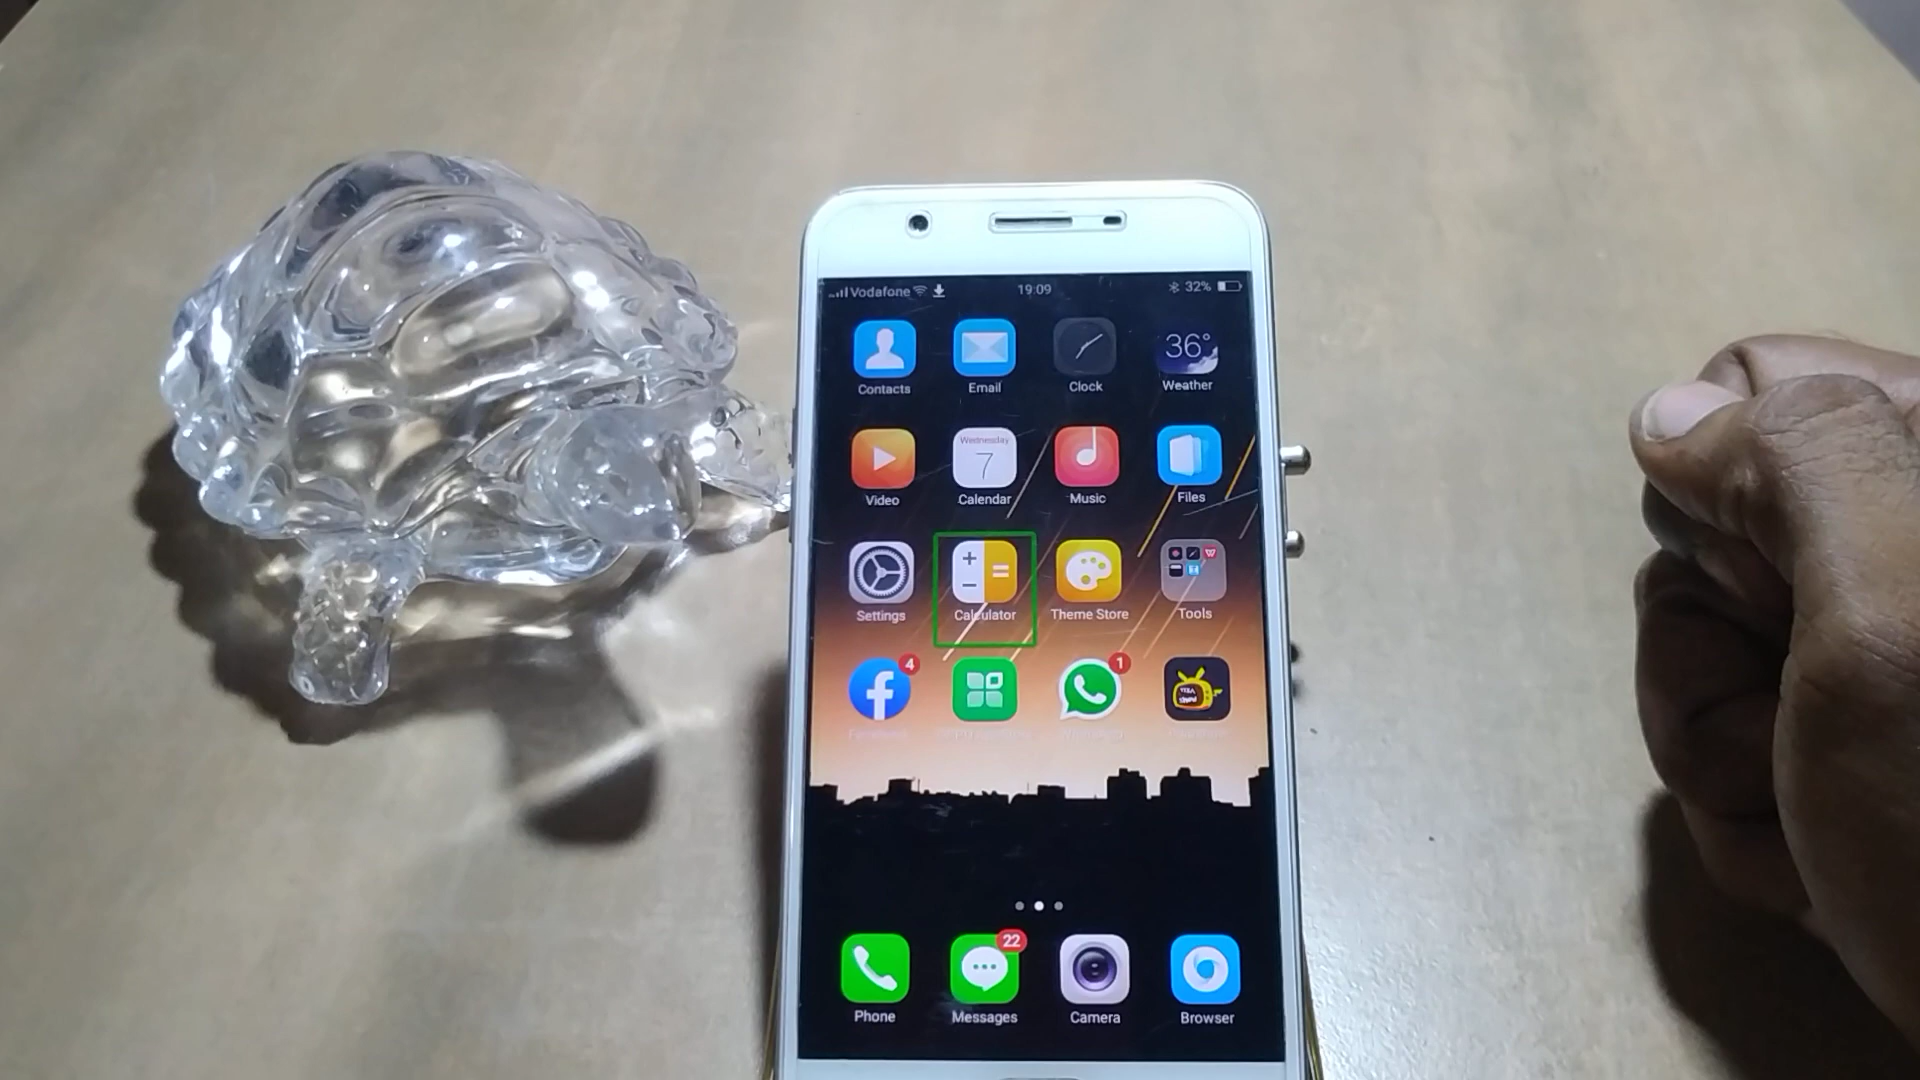 Vodafone 19:09 32%
36°
Contacts Email Clock Weather
Wednesday
7
Video Calendar Music Files
+ − =
Settings Calculator Theme Store Tools
4 1
22
Phone Messages Camera Browser